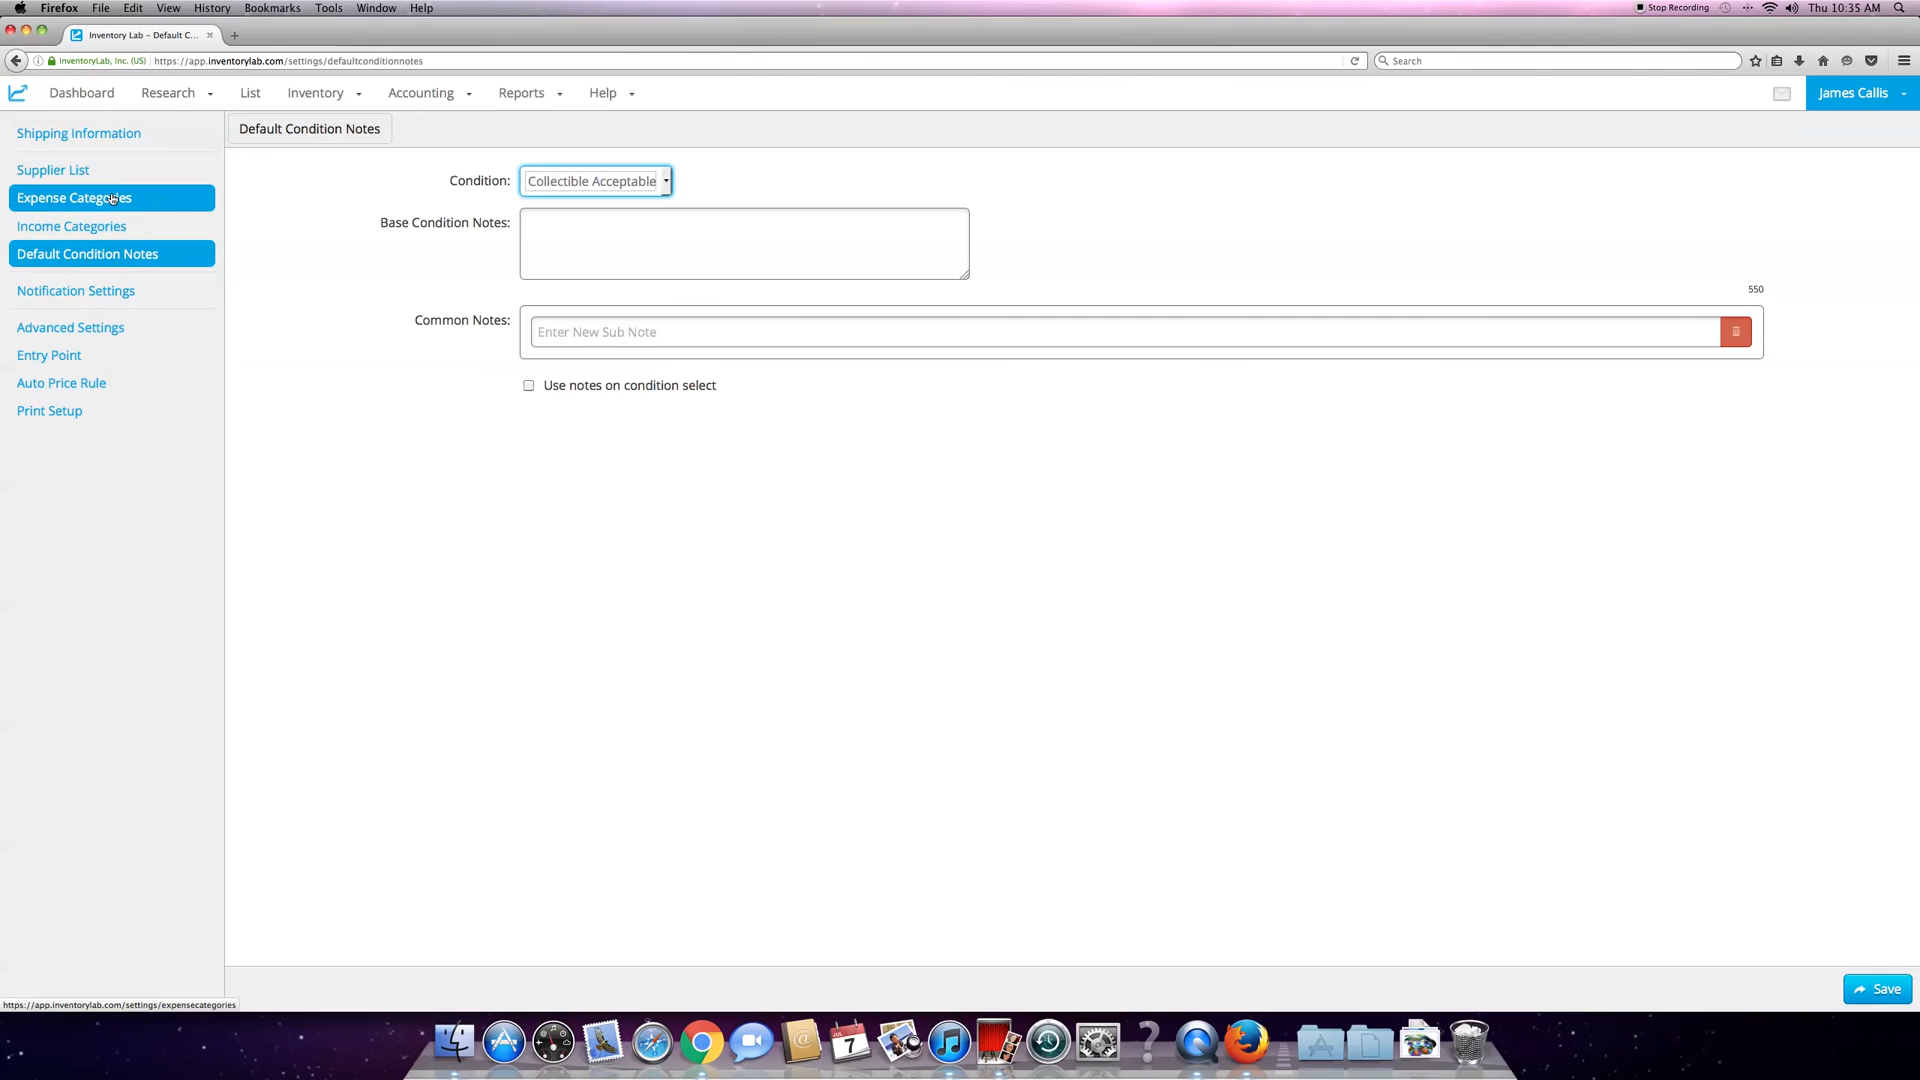 Firefox File Edit View History Bookmarks Tools Window Help Stop Recording Thu 10:35 AM
Inventory Lab - Default C...
InventoryLab, Inc. (US) https://app.inventorylab.com/settings/defaultconditionnotes Search
Dashboard Research List Inventory Accounting Reports Help James Callis
Shipping Information
Supplier List
Expense Categories
Income Categories
Default Condition Notes
Notification Settings
Advanced Settings
Entry Point
Auto Price Rule
Print Setup
Default Condition Notes
Condition: Collectible Acceptable
Base Condition Notes:
550
Common Notes: Enter New Sub Note
Use notes on condition select
Save
https://app.inventorylab.com/settings/expensecategories
JUL
7